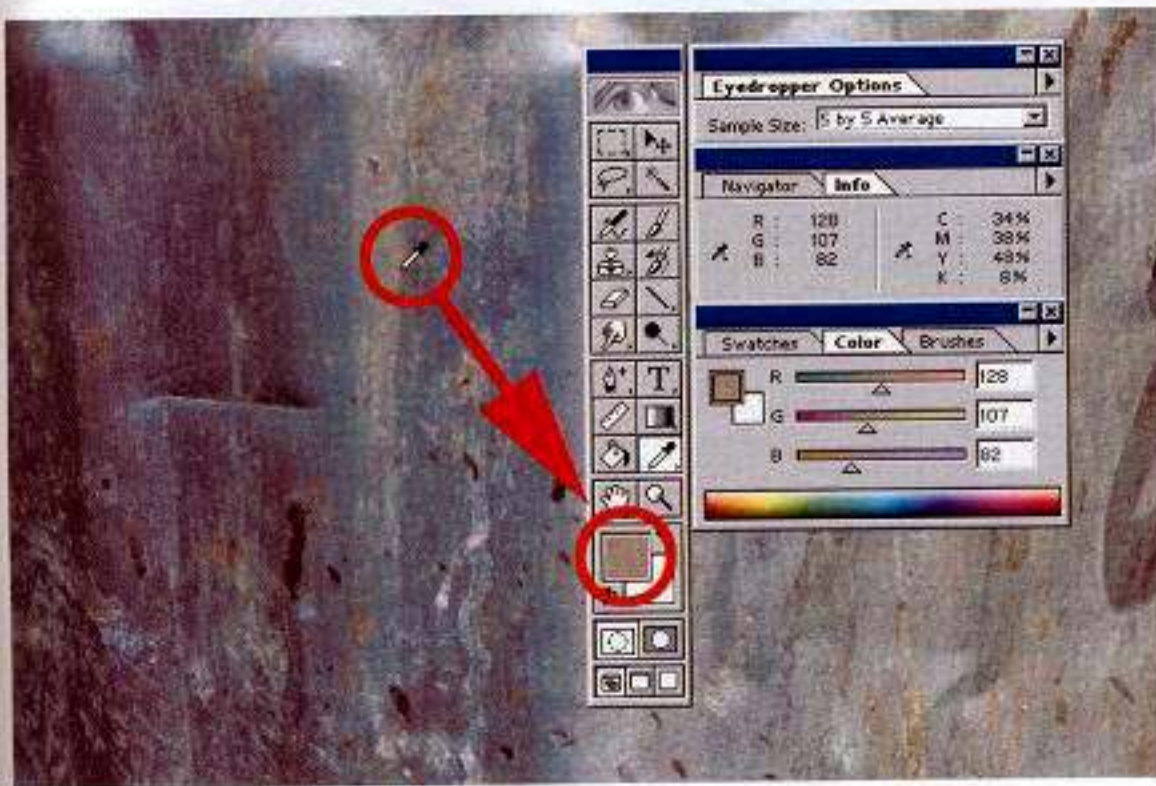 Eyedropper Options
Sample Size: 5 by 5 Average
Navigator Info
R : 128
G : 107
B : 82
C : 34%
M : 38%
Y : 48%
K : 8%
Swatches Color Brushes
R 128
G 107
B 82
T